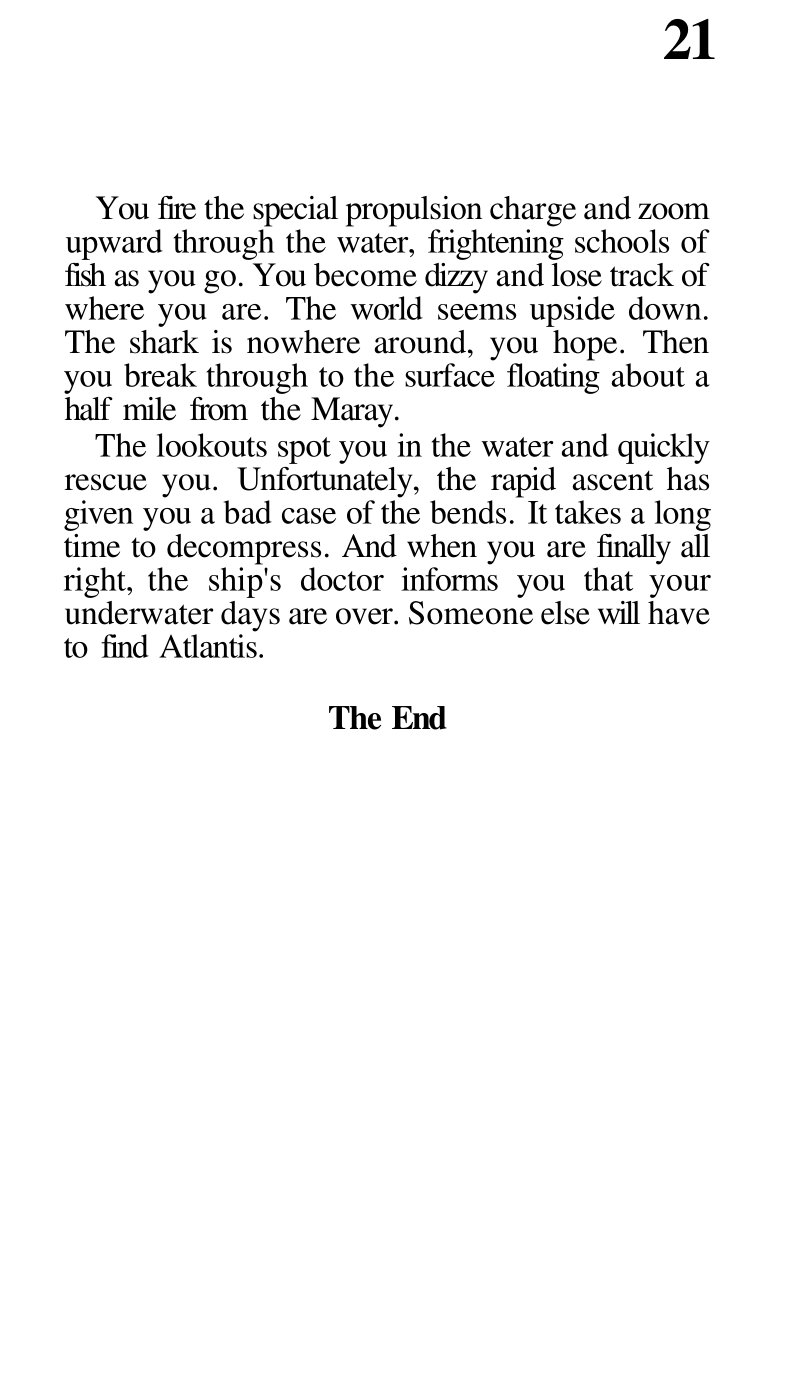 21
You fire the special propulsion charge and zoom
upward through the water, frightening schools of
fish as you go. You become dizzy and lose track of
where you are. The world seems upside down.
The shark is nowhere around, you hope. Then
you break through to the surface floating about a
half mile from the Maray.
The lookouts spot you in the water and quickly
rescue you. Unfortunately, the rapid ascent has
given you a bad case of the bends. It takes a long
time to decompress. And when you are finally all
right, the ship's doctor informs you that your
underwater days are over. Someone else will have
to find Atlantis.
The End